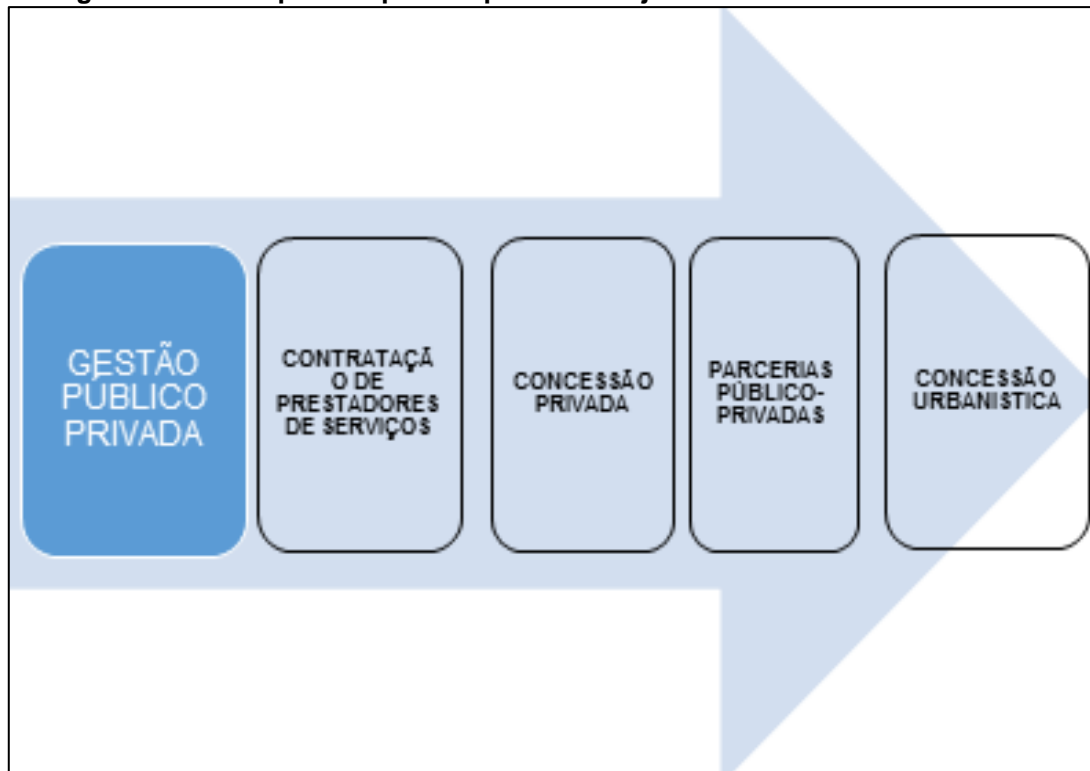 GESTÃO
PÚBLICO
PRIVADA
CONTRATAÇÃ
O DE
PRESTADORES
DE SERVIÇOS
CONCESSÃO
PRIVADA
PARCERIAS
PÚBLICO-
PRIVADAS
CONCESSÃO
URBANISTICA